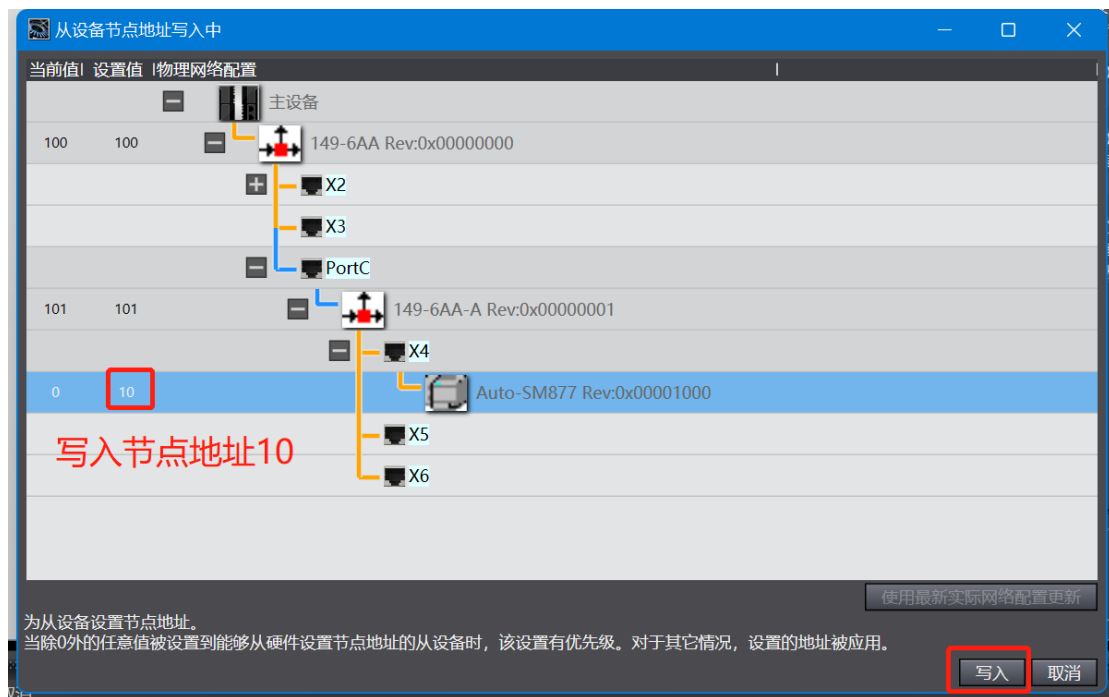 从设备节点地址写入中
当前值 设置值 物理网络配置
主设备
100 100 149-6AA Rev:0x00000000
X2
X3
PortC
101 101 149-6AA-A Rev:0x00000001
X4
0 10 Auto-SM877 Rev:0x00001000
X5
写入节点地址10
X6
使用最新实际网络配置更新
为从设备设置节点地址。
当除0外的任意值被设置到能够从硬件设置节点地址的从设备时，该设置有优先级。对于其它情况，设置的地址被应用。
写入 取消
取消